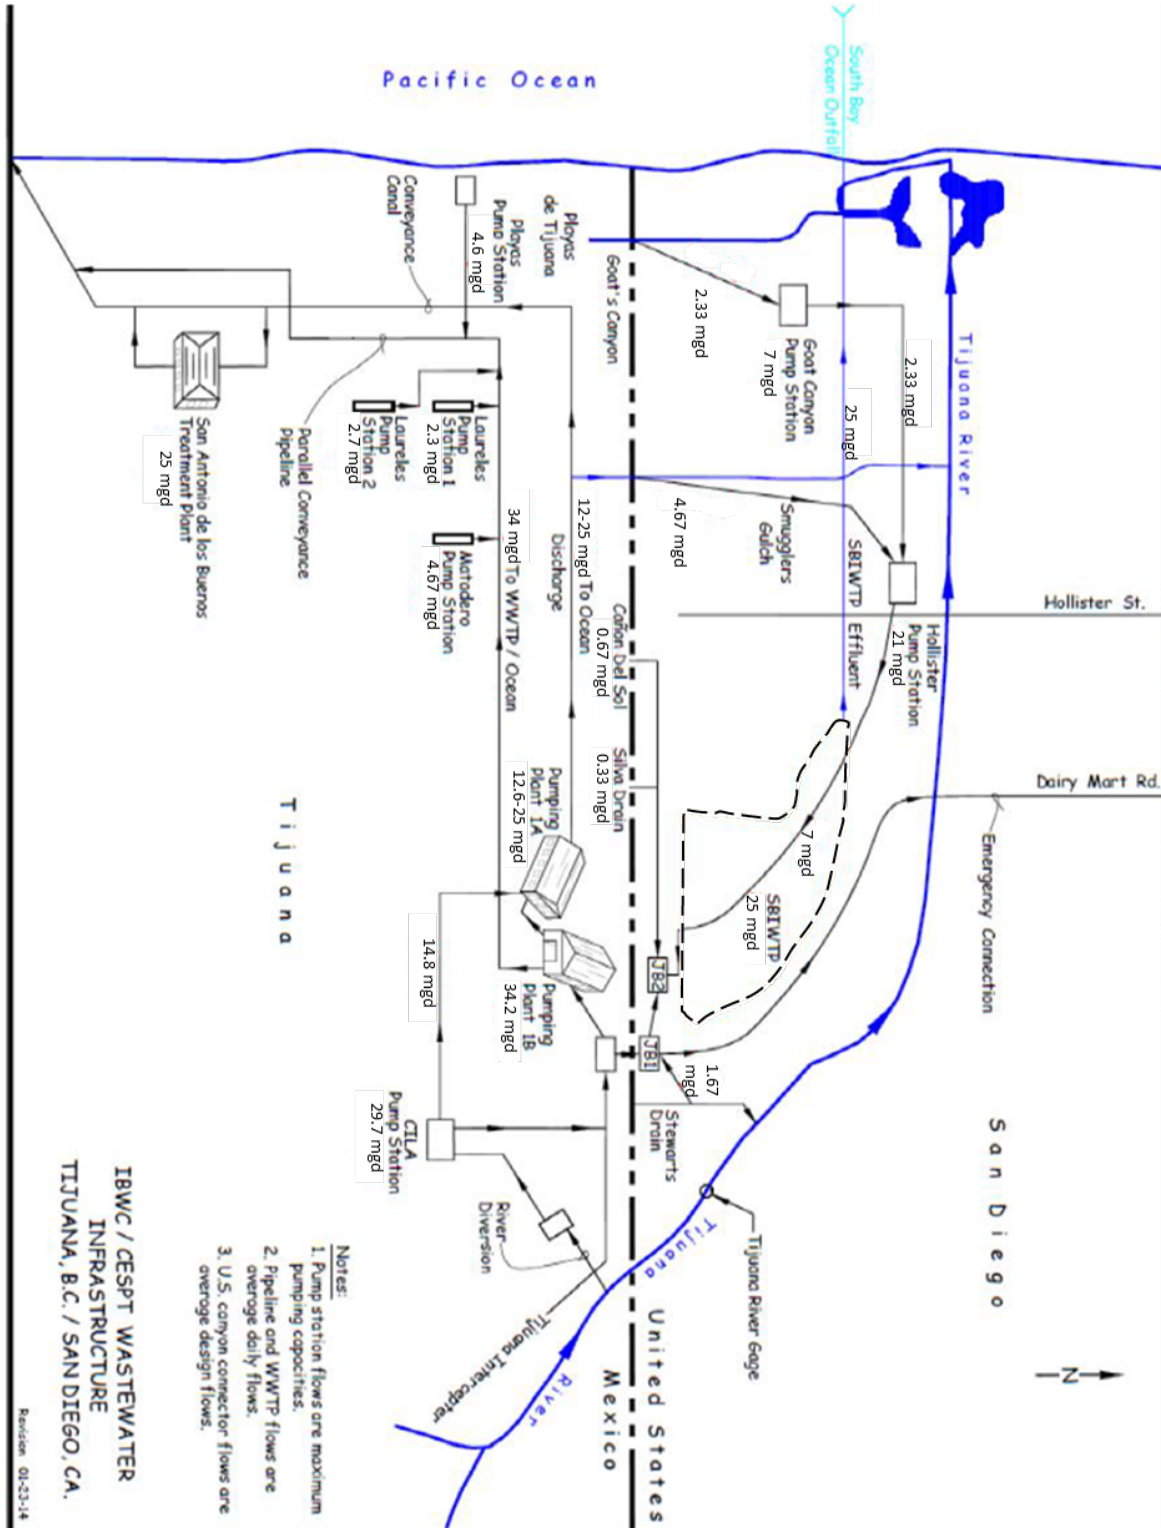 Pacific Ocean
South Bay
Ocean Outfall
Tijuana River
Playas
de Tijuana
Playas
Pump Station
4.6 mgd
Conveyance
Canal
Goat's Canyon
2.33 mgd
Goat Canyon
Pump Station
7 mgd
2.33 mgd
25 mgd
SBIWTP Effluent
4.67 mgd
Smugglers
Gulch
Hollister St.
Hollister
Pump Station
21 mgd
Dairy Mart Rd.
Emergency Connection
San Antonio de los Buenos
Treatment Plant
25 mgd
Parallel Conveyance
Pipeline
Laureles
Pump
Station 2
2.7 mgd
Laureles
Pump
Station 1
2.3 mgd
Matadero
Pump Station
4.67 mgd
34 mgd To WWTP / Ocean
Discharge
12-25 mgd To Ocean
Cañon Del Sol
0.67 mgd
Silva Drain
0.33 mgd
7 mgd
SBIWTP
25 mgd
JB2
JB1
1.67
mgd
Stewarts
Drain
Pumping
Plant 1A
12.6-25 mgd
Pumping
Plant 1B
34.2 mgd
14.8 mgd
CILA
Pump Station
29.7 mgd
River
Diversion
Tijuana Intercepter
Tijuana
River
Tijuana River Gage
Tijuana
San Diego
United States
Mexico
N
Notes:
1. Pump station flows are maximum
pumping capacities.
2. Pipeline and WWTP flows are
average daily flows.
3. U.S. canyon connector flows are
average design flows.
IBWC / CESPT WASTEWATER
INFRASTRUCTURE
TIJUANA, B.C. / SAN DIEGO, CA.
Revision 01-23-14